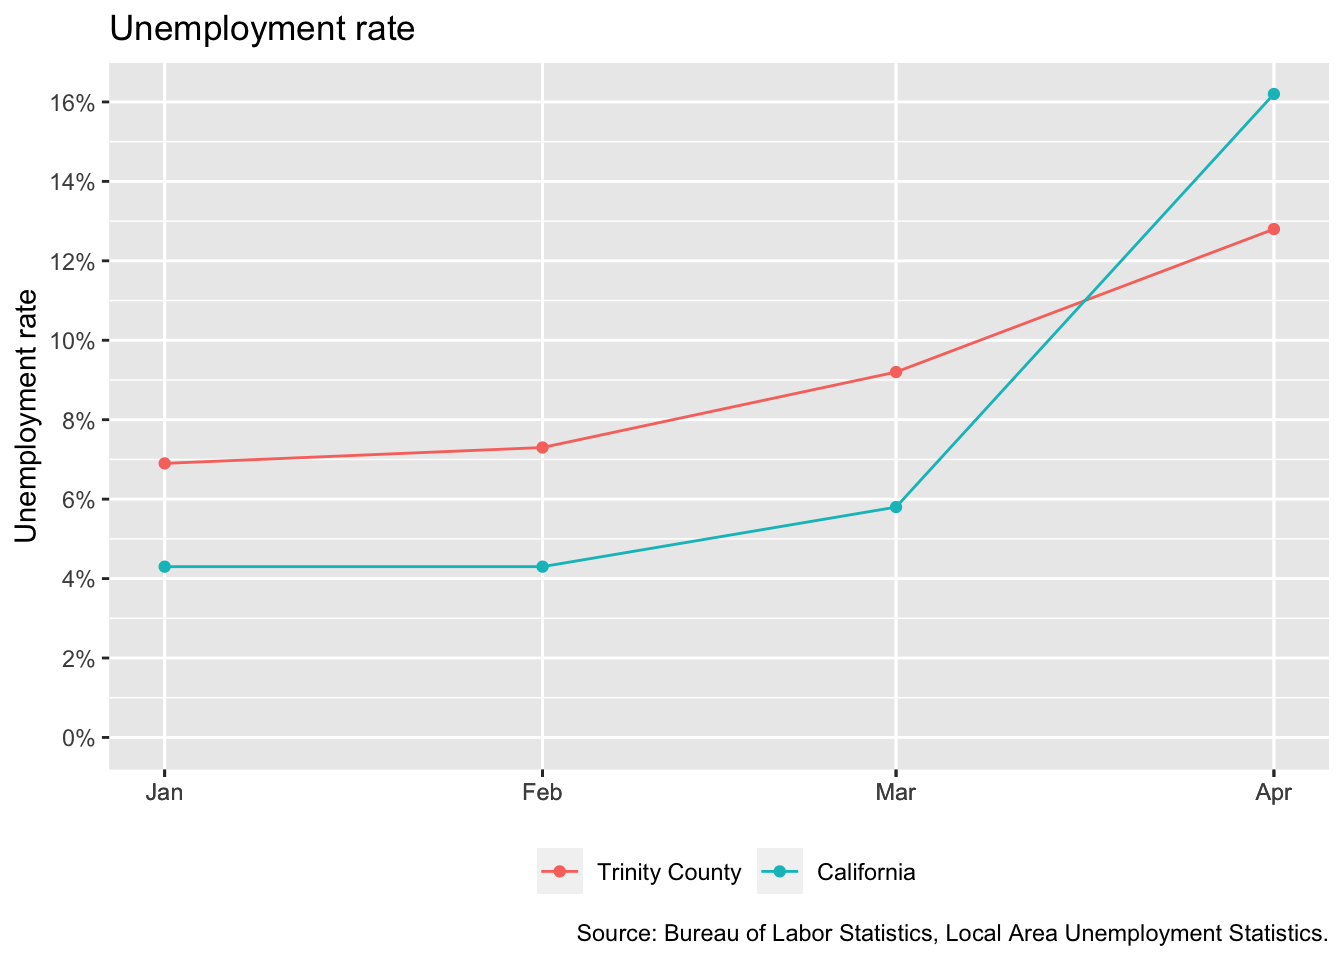 Unemployment rate
Unemployment rate
16%
14%
12%
10%
8%
6%
4%
2%
0%
Jan Feb Mar Apr
Trinity County California
Source: Bureau of Labor Statistics, Local Area Unemployment Statistics.